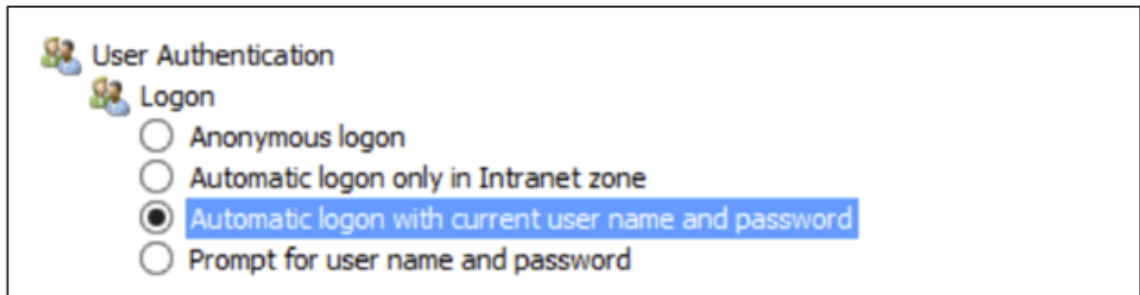 User Authentication
Logon
Anonymous logon
Automatic logon only in Intranet zone
Automatic logon with current user name and password
Prompt for user name and password